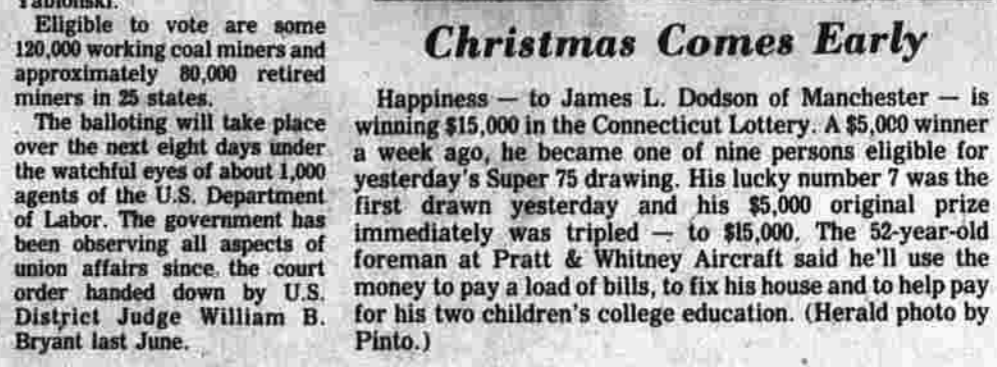 Yablonski.
Eligible to vote are some
120,000 working coal miners and
approximately 80,000 retired
miners in 25 states.
The balloting will take place
over the next eight days under
the watchful eyes of about 1,000
agents of the U.S. Department
of Labor. The government has
been observing all aspects of
union affairs since the court
order handed down by U.S.
District Judge William B.
Bryant last June.
Christmas Comes Early
Happiness — to James L. Dodson of Manchester — is
winning $15,000 in the Connecticut Lottery. A $5,000 winner
a week ago, he became one of nine persons eligible for
yesterday's Super 75 drawing. His lucky number 7 was the
first drawn yesterday and his $5,000 original prize
immediately was tripled — to $15,000. The 52-year-old
foreman at Pratt & Whitney Aircraft said he'll use the
money to pay a load of bills, to fix his house and to help pay
for his two children's college education. (Herald photo by
Pinto.)